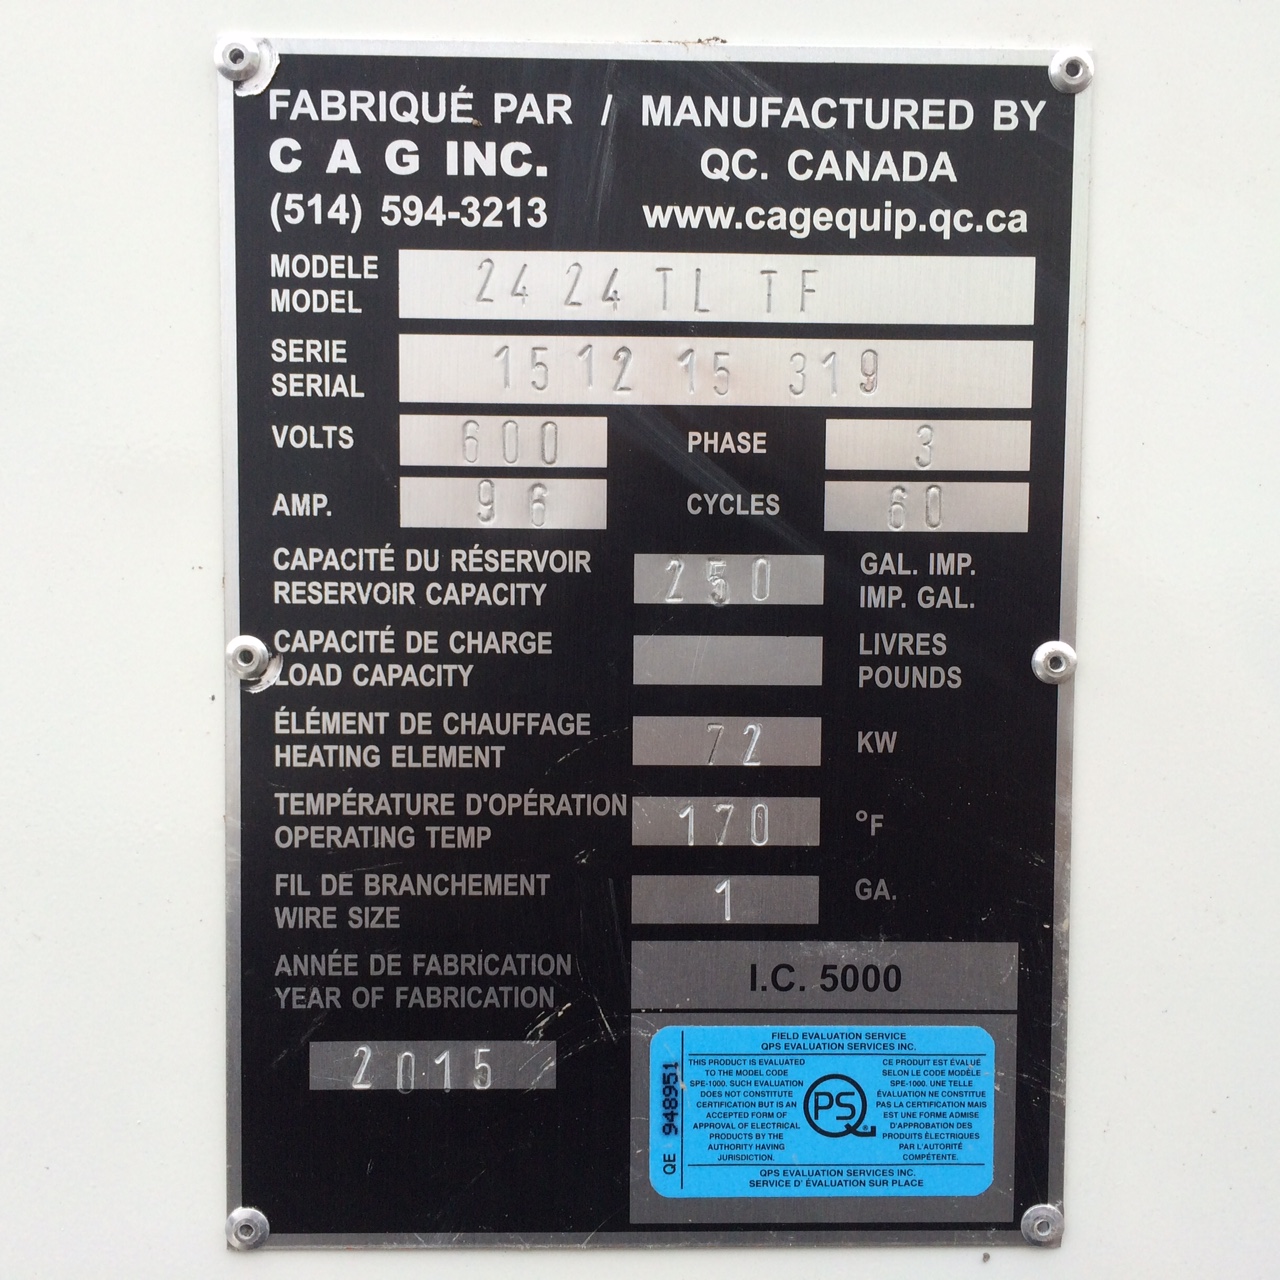 FABRIQUÉ PAR / MANUFACTURED BY
C A G INC. QC. CANADA
(514) 594-3213 www.cagequip.qc.ca
MODELE
MODEL
2424TL TF
SERIE
SERIAL
1512 15 319
VOLTS 600 PHASE 3
AMP. 96 CYCLES 60
CAPACITÉ DU RÉSERVOIR
RESERVOIR CAPACITY
250
GAL. IMP.
IMP. GAL.
CAPACITÉ DE CHARGE
LOAD CAPACITY
LIVRES
POUNDS
ÉLÉMENT DE CHAUFFAGE
HEATING ELEMENT
72 KW
TEMPÉRATURE D'OPÉRATION
OPERATING TEMP
170 °F
FIL DE BRANCHEMENT
WIRE SIZE
1 GA.
ANNÉE DE FABRICATION
YEAR OF FABRICATION
2015
I.C. 5000
FIELD EVALUATION SERVICE
QPS EVALUATION SERVICES INC.
QE 948951
THIS PRODUCT IS EVALUATED
TO THE MODEL CODE
SPE-1000. SUCH EVALUATION
DOES NOT CONSTITUTE
CERTIFICATION BUT IS AN
ACCEPTED FORM OF
APPROVAL OF ELECTRICAL
PRODUCTS BY THE
AUTHORITY HAVING
JURISDICTION.
QPS
®
CE PRODUIT EST ÉVALUÉ
SELON LE CODE MODÈLE
SPE-1000. UNE TELLE
ÉVALUATION NE CONSTITUE
PAS LA CERTIFICATION MAIS
EST UNE FORME ADMISE
D'APPROBATION DES
PRODUITS ÉLECTRIQUES
PAR L'AUTORITÉ
COMPÉTENTE.
QPS EVALUATION SERVICES INC.
SERVICE D' ÉVALUATION SUR PLACE